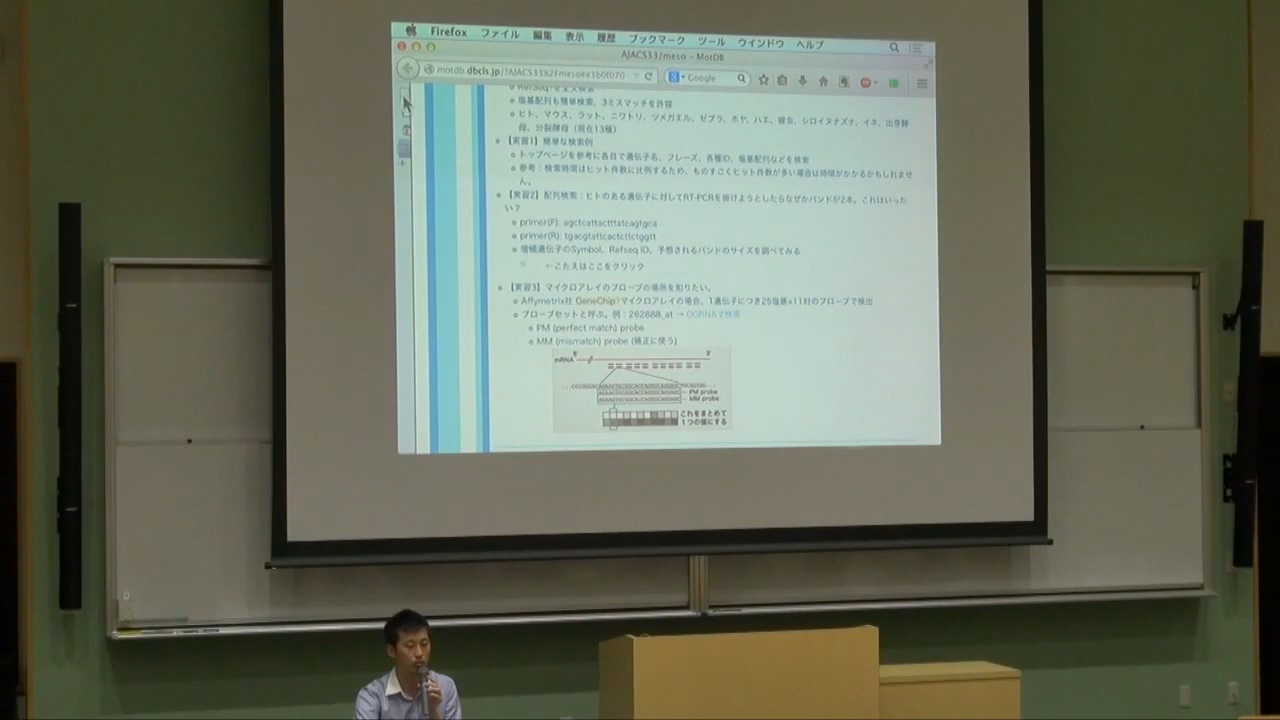 Firefox ファイル 編集 表示 履歴 ブックマーク ツール ウインドウ ヘルプ
AJACS33/meso – MotDB
motdb.dbcls.jp/?AJACS33%2Fmeso#e3b0f070
Google
塩基配列も簡単検索、3ミスマッチを許容
ヒト、マウス、ラット、ニワトリ、ツメガエル、ゼブラ、ホヤ、ハエ、線虫、シロイヌナズナ、イネ、出芽酵
母、分裂酵母 (現在13種)
【実習1】簡単な検索例
トップページを参考に各自で遺伝子名、フレーズ、各種ID、塩基配列などを検索
参考：検索時間はヒット件数に比例するため、ものすごくヒット件数が多い場合は時間がかかるかもしれませ
ん。
【実習2】配列検索：ヒトのある遺伝子に対してRT-PCRを掛けようとしたらなぜかバンドが2本。これはいった
い？
primer(F): agctcattactttatcagtgca
primer(R): tgacgtattcactcttctggtt
増幅遺伝子のSymbol、Refseq ID、予想されるバンドのサイズを調べてみる
←こたえはここをクリック
【実習3】マイクロアレイのプローブの場所を知りたい。
Affymetrix社 GeneChip?マイクロアレイの場合、1遺伝子につき25塩基×11対のプローブで検出
プローブセットと呼ぶ。例：262888_at → GGRNAで検索
PM (perfect match) probe
MM (mismatch) probe (補正に使う)
mRNA 5' 3'
PM probe
MM probe
これをまとめて
1つの値にする